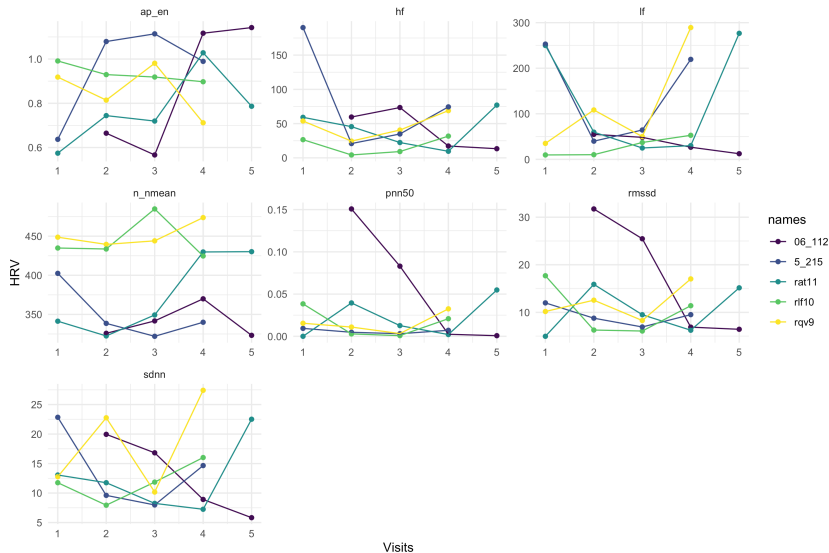 ap_en
hf
lf
1.0
0.8
0.6
1 2 3 4 5
150
100
50
0
1 2 3 4 5
300
200
100
0
1 2 3 4 5
n_nmean
pnn50
rmssd
450
400
350
1 2 3 4 5
0.15
0.10
0.05
0.00
1 2 3 4 5
30
20
10
1 2 3 4 5
sdnn
25
20
15
10
5
1 2 3 4 5
HRV
Visits
names
06_112
5_215
rat11
rlf10
rqv9